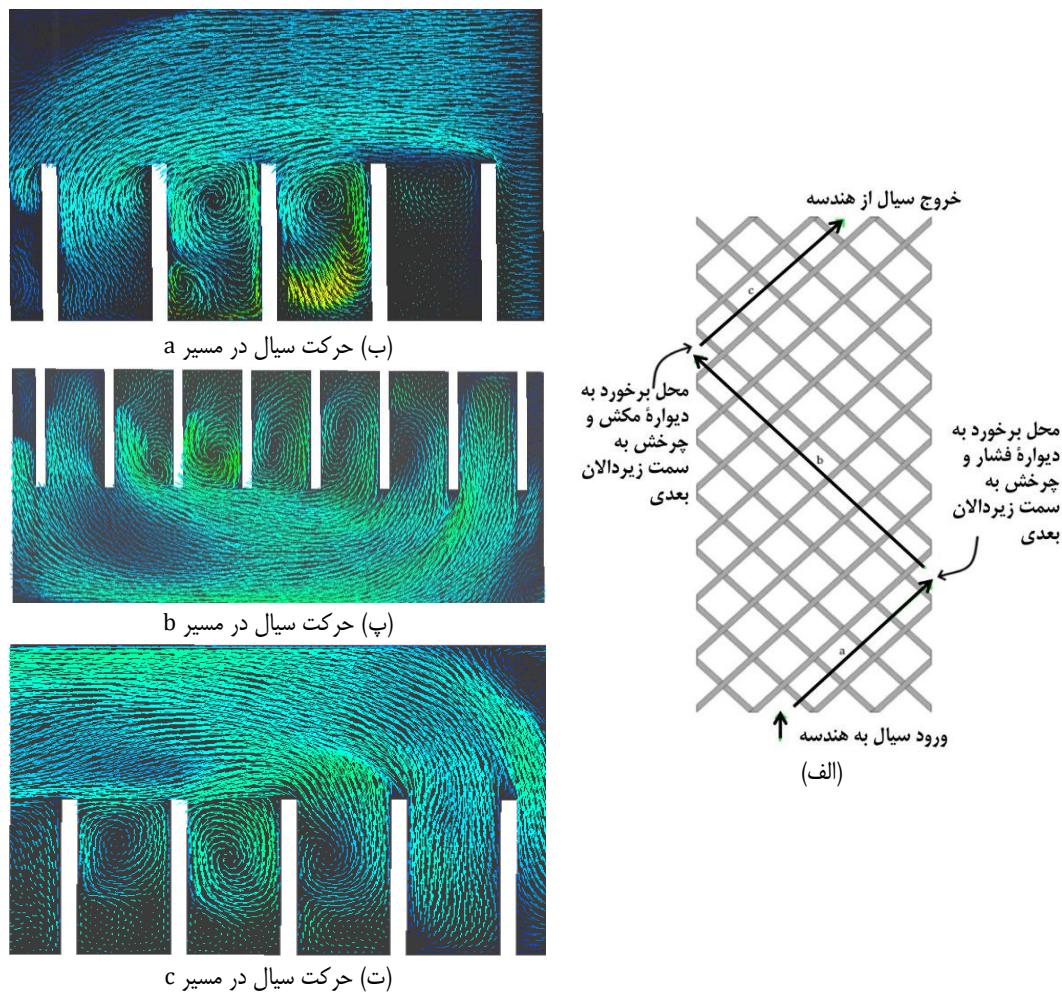 خروج سیال از هندسه
c
محل برخورد به
دیوارهٔ مکش و
چرخش به
سمت زیردالان
بعدی
محل برخورد به
دیوارهٔ فشار و
چرخش به
سمت زیردالان
بعدی
b
a
ورود سیال به هندسه
(الف)
(ب) حرکت سیال در مسیر a
(پ) حرکت سیال در مسیر b
(ت) حرکت سیال در مسیر c